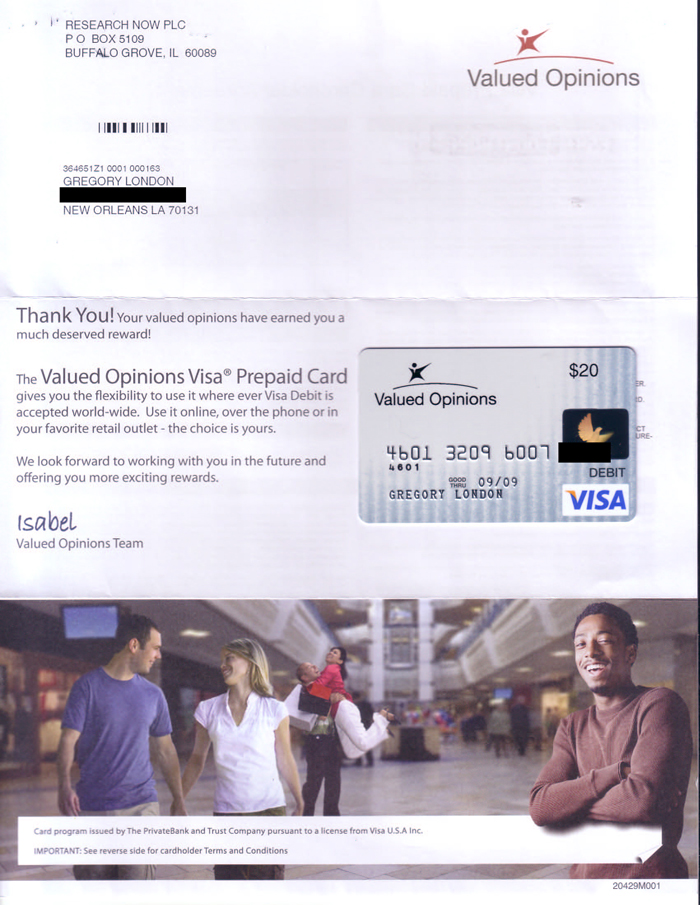 RESEARCH NOW PLC
P O BOX 5109
BUFFALO GROVE, IL 60089
Valued Opinions
364651Z1 0001 000163
GREGORY LONDON
NEW ORLEANS LA 70131
Thank You! Your valued opinions have earned you a
much deserved reward!
The Valued Opinions Visa® Prepaid Card
gives you the flexibility to use it where ever Visa Debit is
accepted world-wide. Use it online, over the phone or in
your favorite retail outlet - the choice is yours.
We look forward to working with you in the future and
offering you more exciting rewards.
Isabel
Valued Opinions Team
$20
Valued Opinions
4601 3209 6007
4601
DEBIT
GOOD
THRU 09/09
GREGORY LONDON
VISA
ER.
CT
URE-
Card program issued by The PrivateBank and Trust Company pursuant to a license from Visa U.S.A Inc.
IMPORTANT: See reverse side for cardholder Terms and Conditions
20429M001